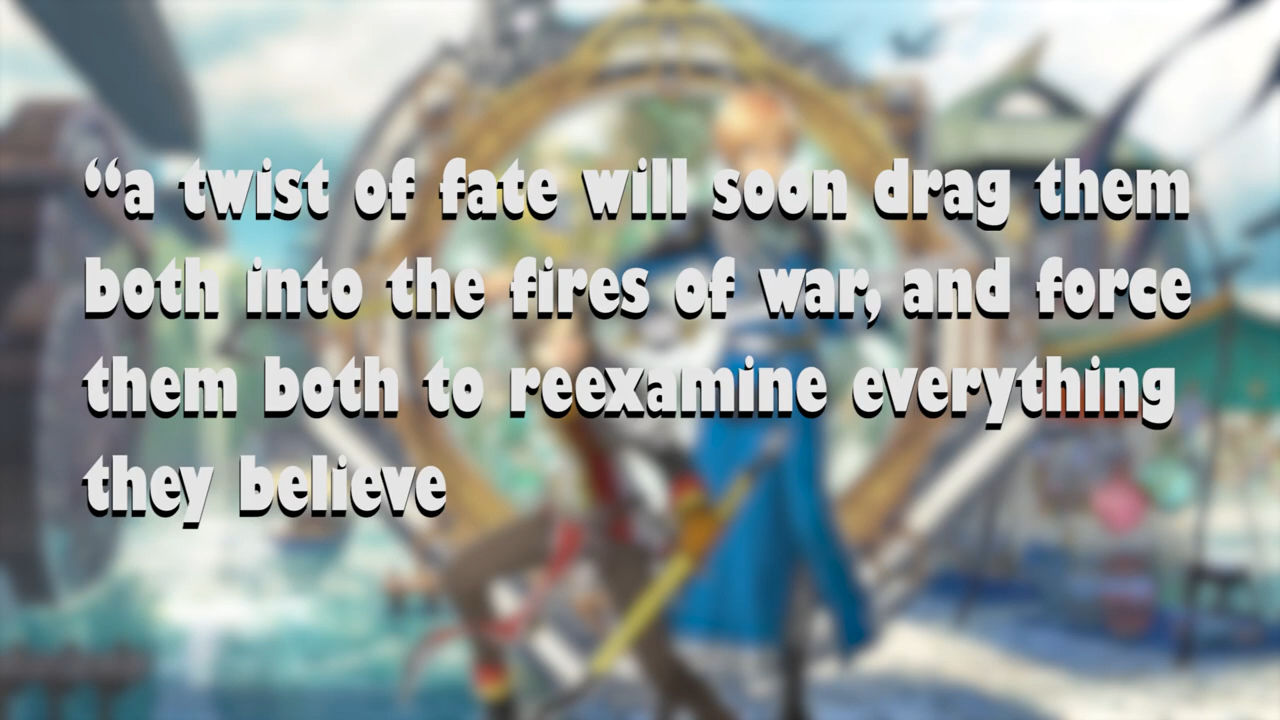 “a twist of fate will soon drag them
both into the fires of war, and force
them both to reexamine everything
they believe